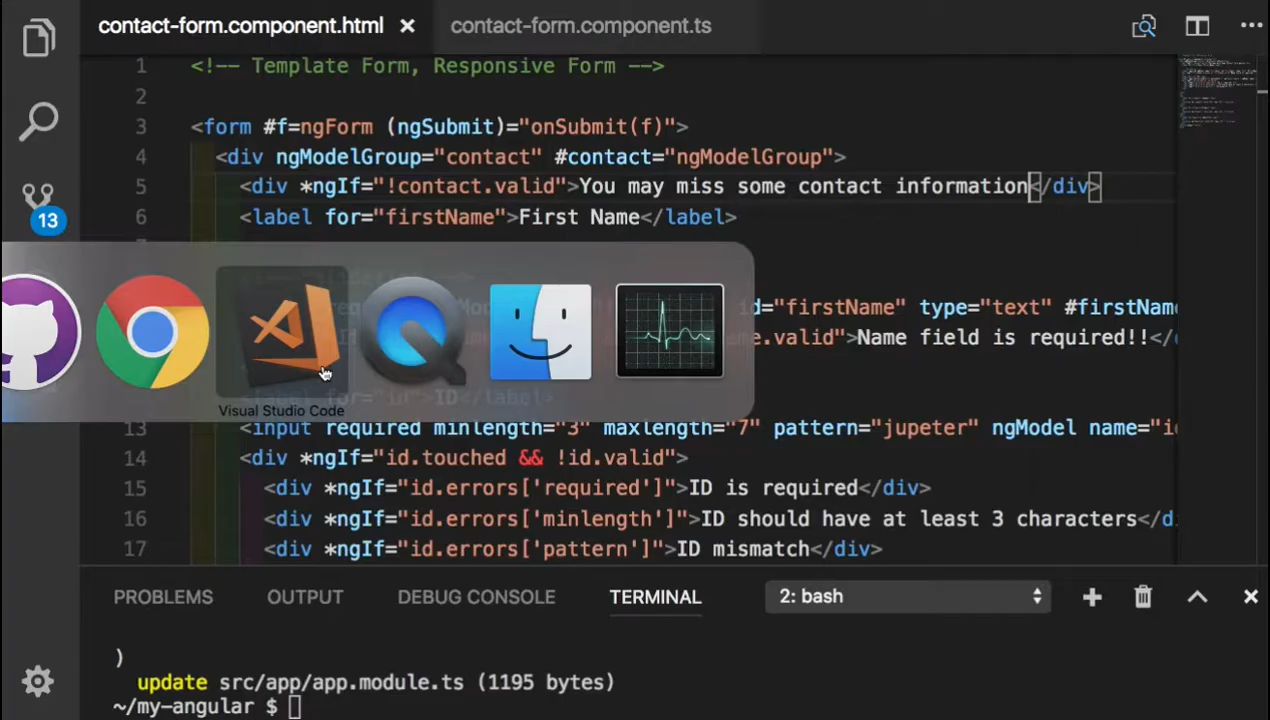 contact-form.component.html × contact-form.component.ts
1 <!-- Template Form, Responsive Form -->
2
3 <form #f=ngForm (ngSubmit)="onSubmit(f)">
4 <div ngModelGroup="contact" #contact="ngModelGroup">
5 <div *ngIf="!contact.valid">You may miss some contact information</div>
6 <label for="firstName">First Name</label>
13
id="firstName" type="text" #firstName
.valid">Name field is required!!</
Visual Studio Code
<label for="id">ID</label>
13 <input required minlength="3" maxlength="7" pattern="jupeter" ngModel name="i
14 <div *ngIf="id.touched && !id.valid">
15 <div *ngIf="id.errors['required']">ID is required</div>
16 <div *ngIf="id.errors['minlength']">ID should have at least 3 characters</d
17 <div *ngIf="id.errors['pattern']">ID mismatch</div>
PROBLEMS OUTPUT DEBUG CONSOLE TERMINAL 2: bash
)
update src/app/app.module.ts (1195 bytes)
~/my-angular $